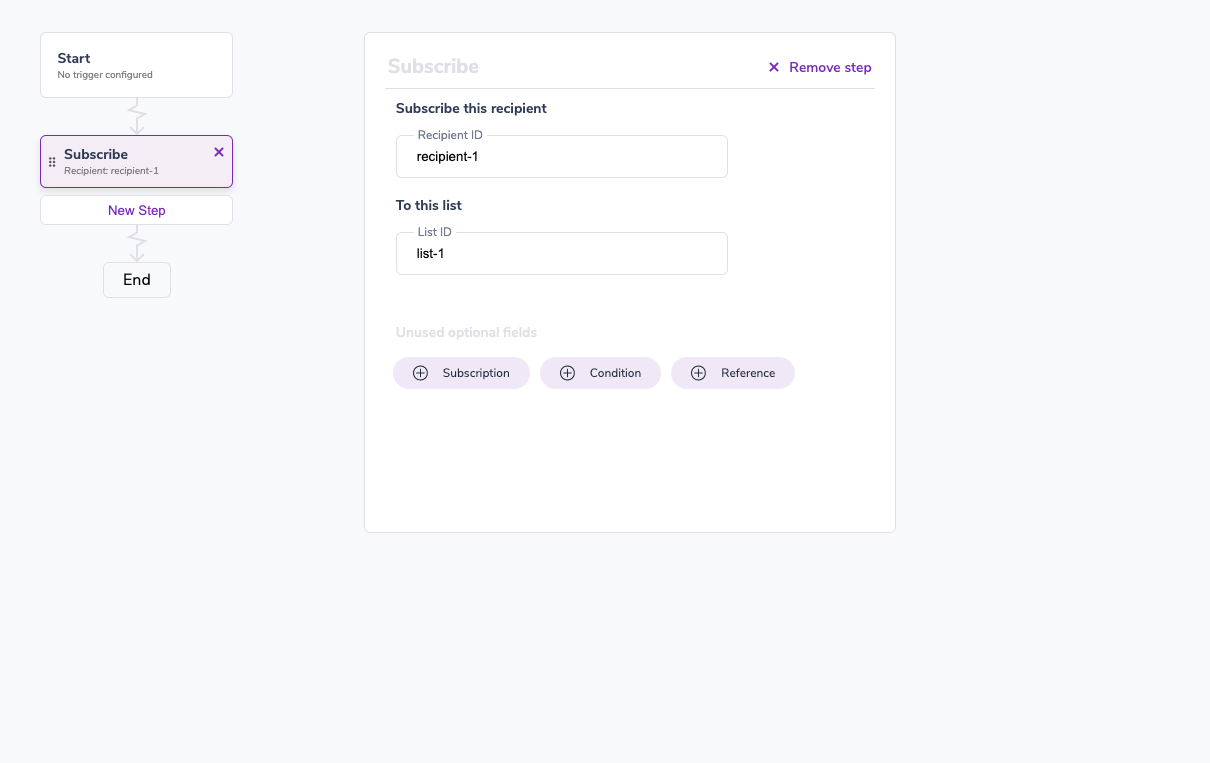 Start
No trigger configured
Subscribe
Recipient: recipient-1
New Step
End
Subscribe
Remove step
Subscribe this recipient
Recipient ID
recipient-1
To this list
List ID
list-1
Unused optional fields
Subscription
Condition
Reference